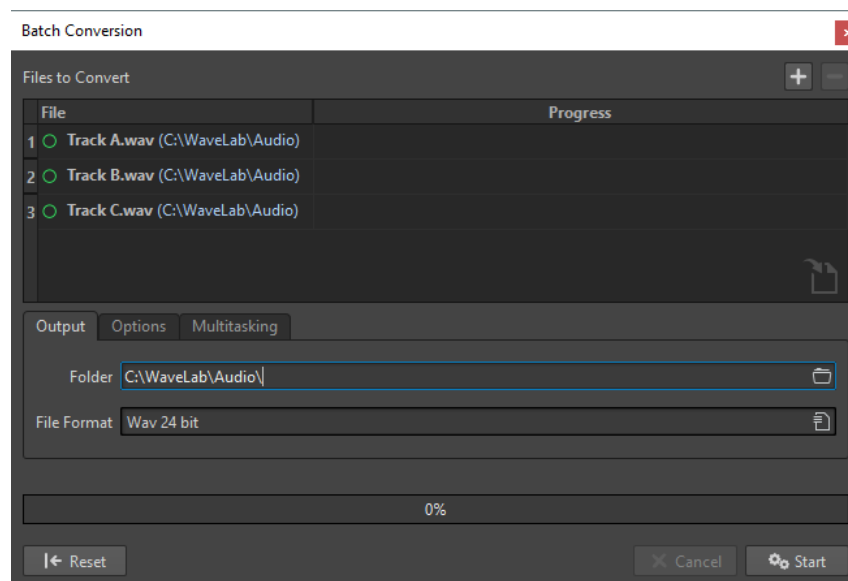 Batch Conversion
Files to Convert
File Progress
1 Track A.wav (C:\WaveLab\Audio)
2 Track B.wav (C:\WaveLab\Audio)
3 Track C.wav (C:\WaveLab\Audio)
Output Options Multitasking
Folder C:\WaveLab\Audio\
File Format Wav 24 bit
0%
Reset Cancel Start